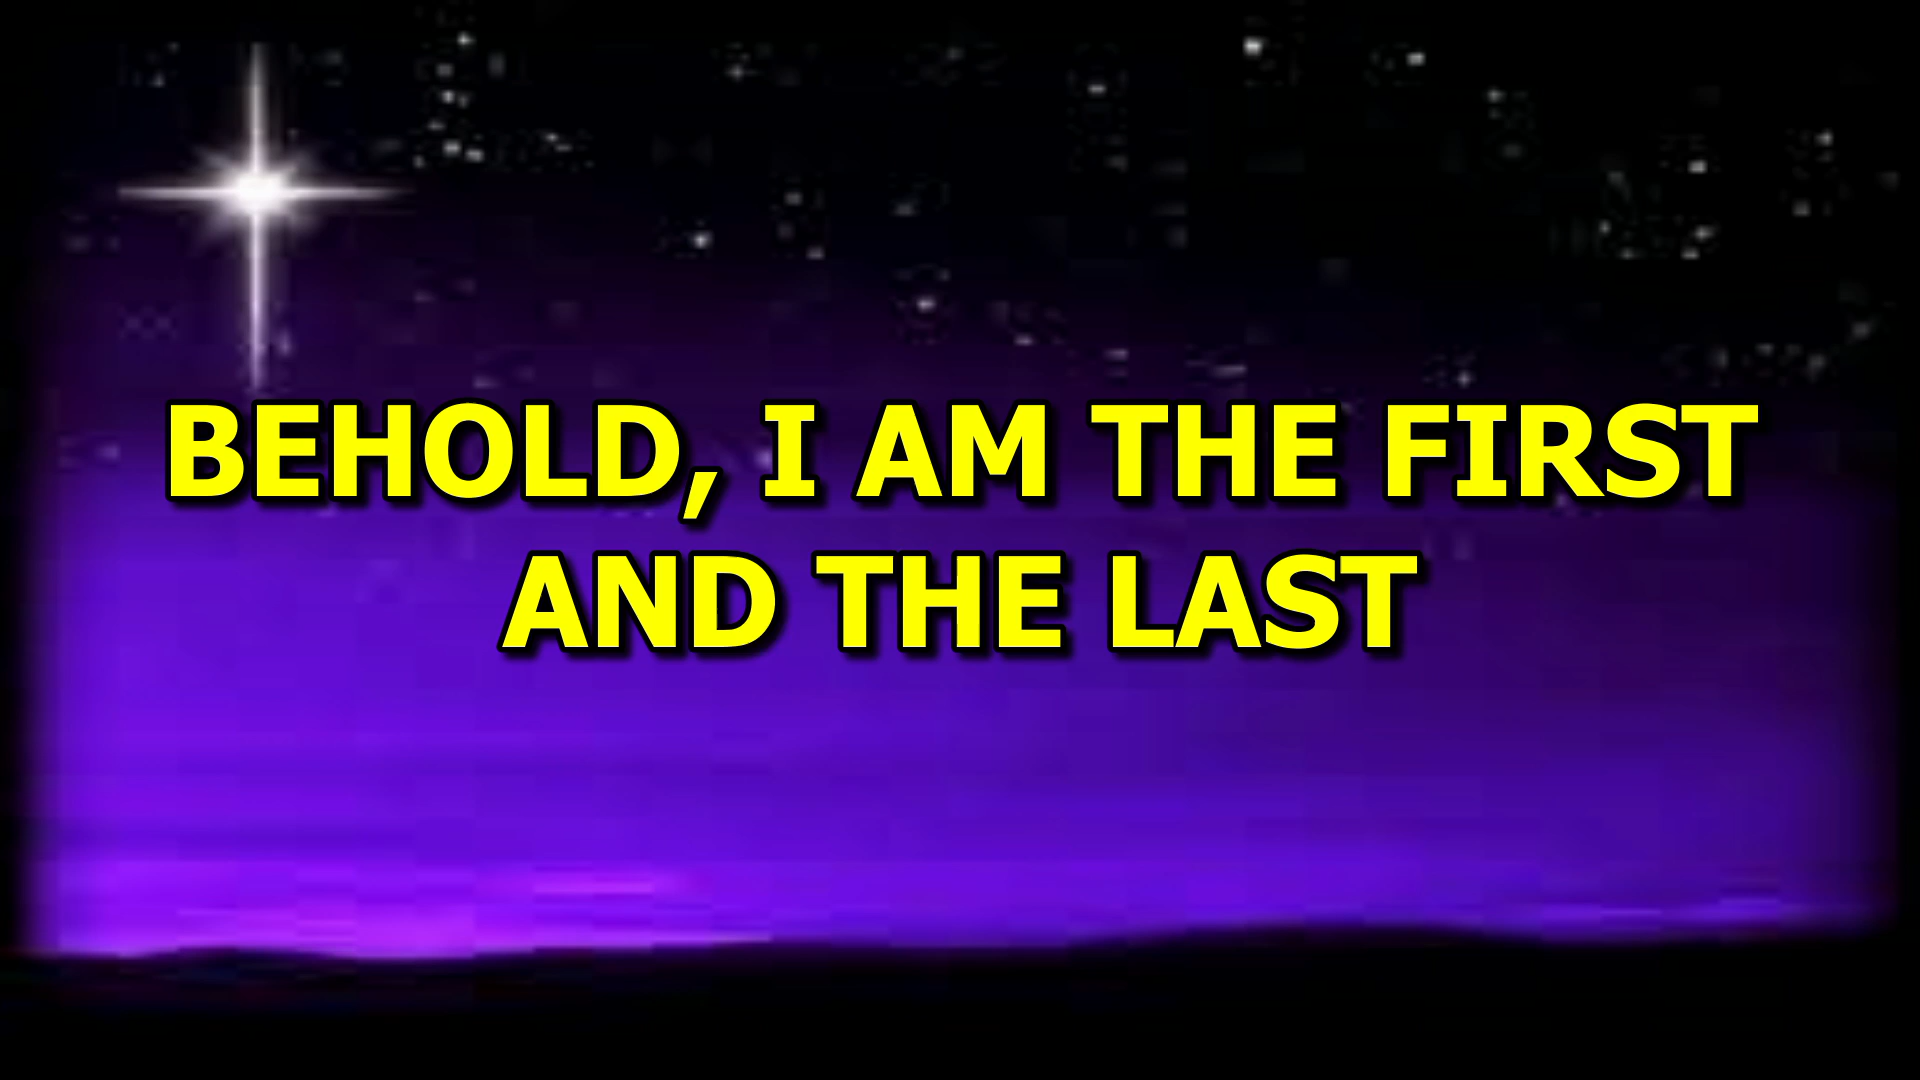 BEHOLD, I AM THE FIRST
AND THE LAST